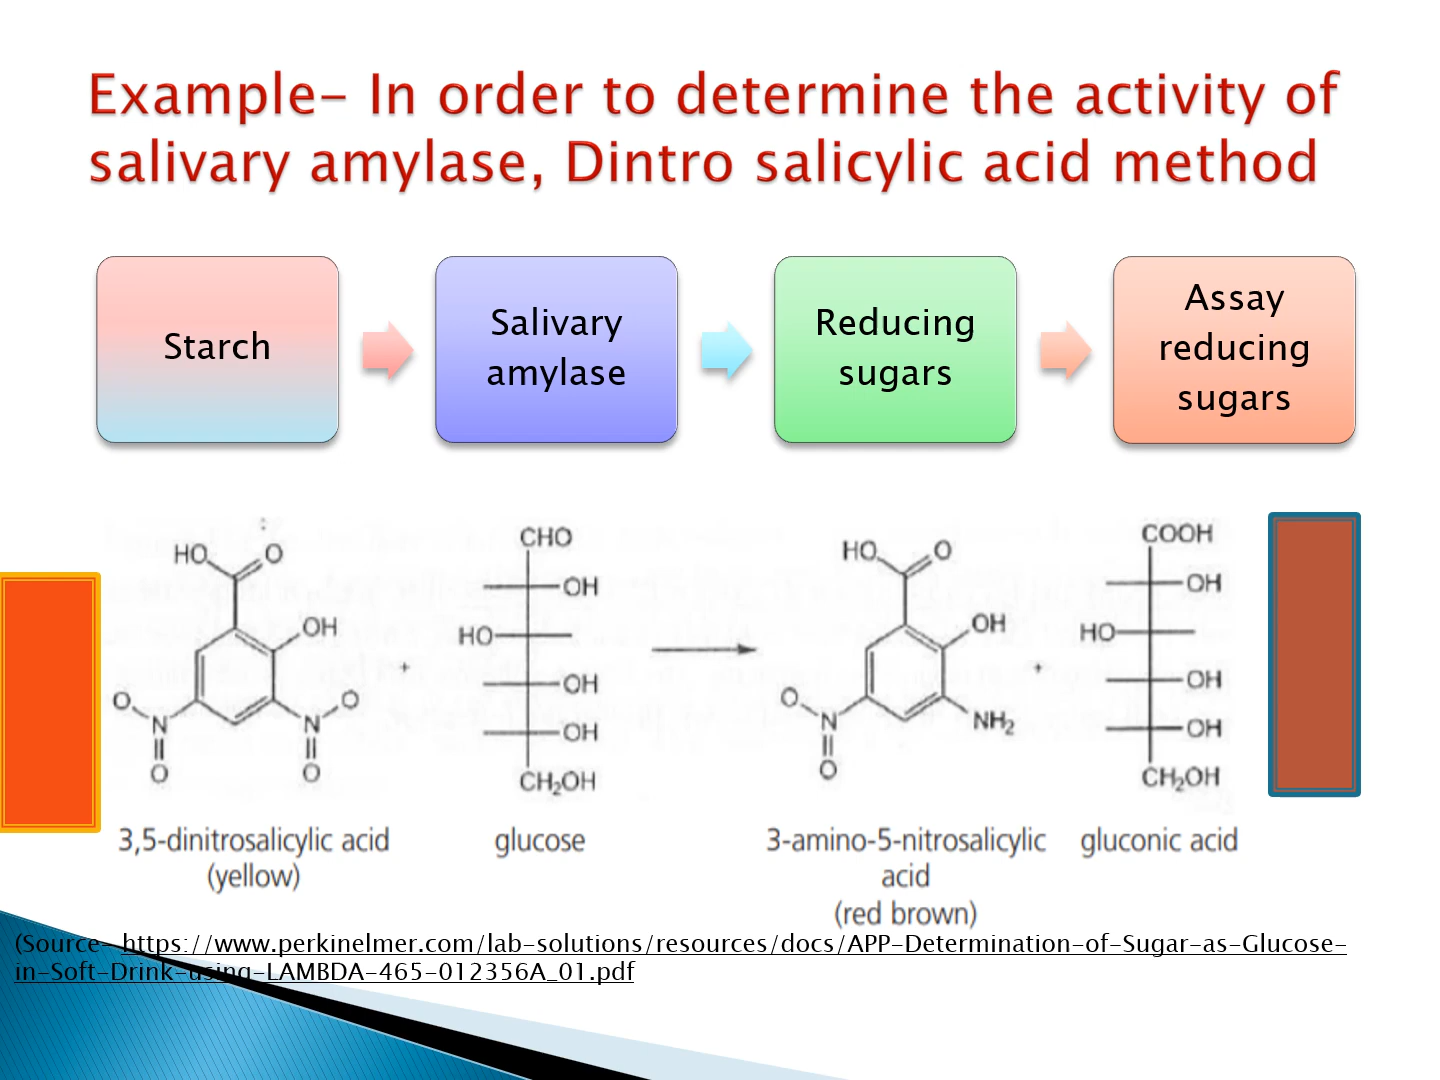 Example- In order to determine the activity of
salivary amylase, Dintro salicylic acid method
Starch
Salivary
amylase
Reducing
sugars
Assay
reducing
sugars
HO
O
OH
O
N
O
N
O
O
+
CHO
OH
HO
OH
OH
CH₂OH
HO
O
OH
O
N
O
NH₂
+
COOH
OH
HO
OH
OH
CH₂OH
3,5-dinitrosalicylic acid
(yellow)
glucose
3-amino-5-nitrosalicylic
acid
(red brown)
gluconic acid
(Source- https://www.perkinelmer.com/lab-solutions/resources/docs/APP-Determination-of-Sugar-as-Glucose-
in-Soft-Drink-using-LAMBDA-465-012356A_01.pdf